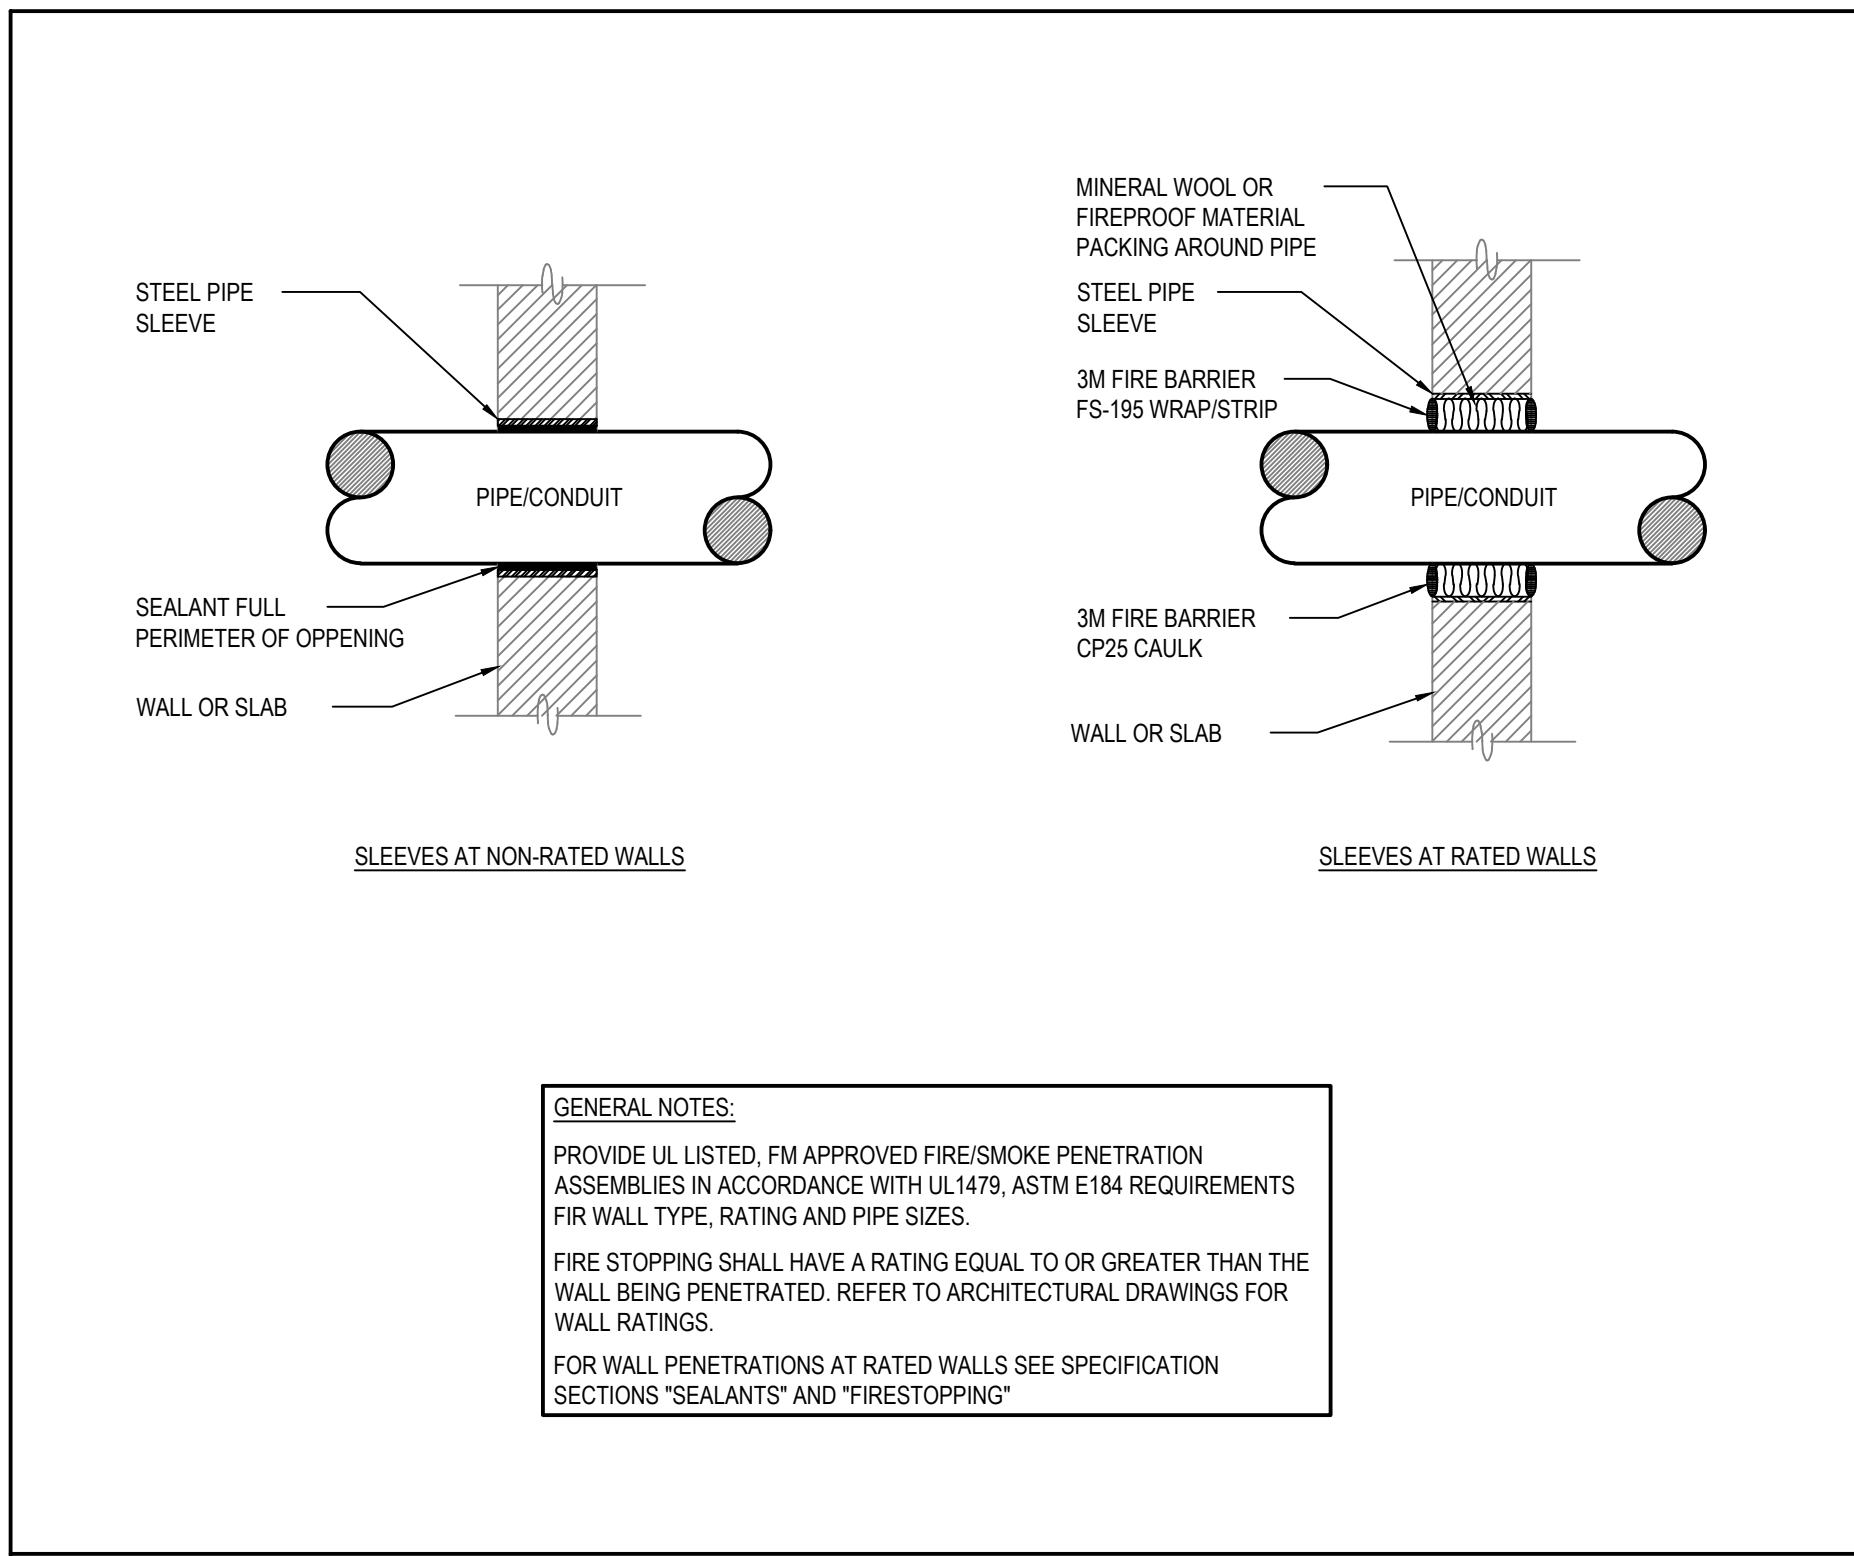 STEEL PIPE
SLEEVE
PIPE/CONDUIT
SEALANT FULL
PERIMETER OF OPPENING
WALL OR SLAB
SLEEVES AT NON-RATED WALLS
MINERAL WOOL OR
FIREPROOF MATERIAL
PACKING AROUND PIPE
STEEL PIPE
SLEEVE
3M FIRE BARRIER
FS-195 WRAP/STRIP
PIPE/CONDUIT
3M FIRE BARRIER
CP25 CAULK
WALL OR SLAB
SLEEVES AT RATED WALLS
GENERAL NOTES:
PROVIDE UL LISTED, FM APPROVED FIRE/SMOKE PENETRATION
ASSEMBLIES IN ACCORDANCE WITH UL1479, ASTM E184 REQUIREMENTS
FIR WALL TYPE, RATING AND PIPE SIZES.
FIRE STOPPING SHALL HAVE A RATING EQUAL TO OR GREATER THAN THE
WALL BEING PENETRATED. REFER TO ARCHITECTURAL DRAWINGS FOR
WALL RATINGS.
FOR WALL PENETRATIONS AT RATED WALLS SEE SPECIFICATION
SECTIONS "SEALANTS" AND "FIRESTOPPING"